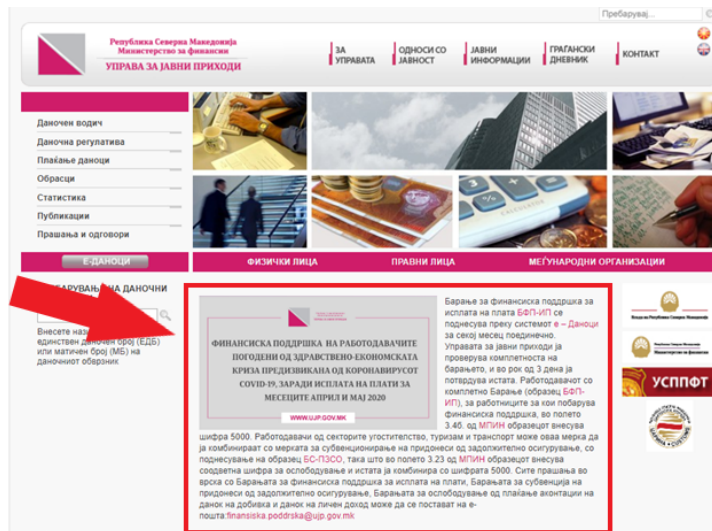 Пребарувај...
Република Северна Македонија
Министерство за финансии
УПРАВА ЗА ЈАВНИ ПРИХОДИ
ЗА
УПРАВАТА
ОДНОСИ СО
ЈАВНОСТ
ЈАВНИ
ИНФОРМАЦИИ
ГРАЃАНСКИ
ДНЕВНИК
КОНТАКТ
Даночен водич
Даночна регулатива
Плаќање даноци
Обрасци
Статистика
Публикации
Прашања и одговори
Е-ДАНОЦИ
ФИЗИЧКИ ЛИЦА
ПРАВНИ ЛИЦА
МЕЃУНАРОДНИ ОРГАНИЗАЦИИ
НА ДАНОЧНИ
Внесете
единствен даночен број (ЕДБ)
или матичен број (МБ) на
даночниот обврзник
ФИНАНСИСКА ПОДДРШКА НА РАБОТОДАВАЧИТЕ
ПОГОДЕНИ ОД ЗДРАВСТВЕНО-ЕКОНОМСКАТА
КРИЗА ПРЕДИЗВИКАНА ОД КОРОНАВИРУСОТ
COVID-19, ЗАРАДИ ИСПЛАТА НА ПЛАТИ ЗА
МЕСЕЦИТЕ АПРИЛ И МАЈ 2020
WWW.UJP.GOV.MK
Барање за финансиска поддршка за
исплата на плата БФП-ИП се
поднесува преку системот е – Даноци
за секој месец поединечно.
Управата за јавни приходи ја
проверува комплетноста на
барањето, и во рок од 3 дена ја
потврдува истата. Работодавачот со
комплетно Барање (образец БФП-
ИП), за работниците за кои побарува
финансиска поддршка, во полето
3.4б. од МПИН образецот внесува
шифра 5000. Работодавачи од секторите угостителство, туризам и транспорт може оваа мерка да
ја комбинираат со мерката за субвенционирање на придонеси од задолжително осигурување, со
поднесување на образец БС-ПЗСО, така што во полето 3.23 од МПИН образецот внесува
соодветна шифра за ослободување и истата ја комбинира со шифрата 5000. Сите прашања во
врска со Барањата за финансиска поддршка за исплата на плати, Барањата за субвенција на
придонеси од задолжително осигурување, Барањата за ослободување од плаќање аконтации на
данок на добивка и данок на личен доход може да се постават на е-
пошта:finansiska.poddrska@ujp.gov.mk
Влада на Република Северна Македонија
Министерство за финансии
УСППФТ